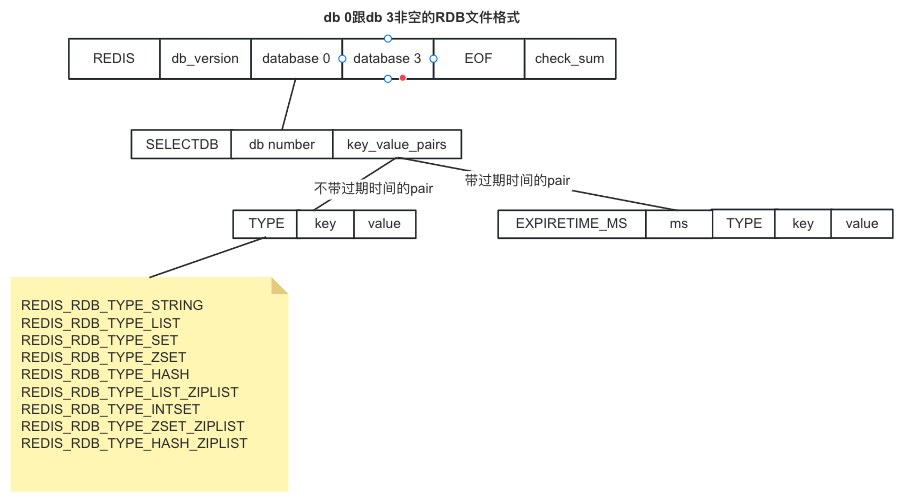 db 0跟db 3非空的RDB文件格式
REDIS db_version database 0 database 3 EOF check_sum
SELECTDB db number key_value_pairs
不带过期时间的pair
带过期时间的pair
TYPE key value
EXPIRETIME_MS ms TYPE key value
REDIS_RDB_TYPE_STRING
REDIS_RDB_TYPE_LIST
REDIS_RDB_TYPE_SET
REDIS_RDB_TYPE_ZSET
REDIS_RDB_TYPE_HASH
REDIS_RDB_TYPE_LIST_ZIPLIST
REDIS_RDB_TYPE_INTSET
REDIS_RDB_TYPE_ZSET_ZIPLIST
REDIS_RDB_TYPE_HASH_ZIPLIST